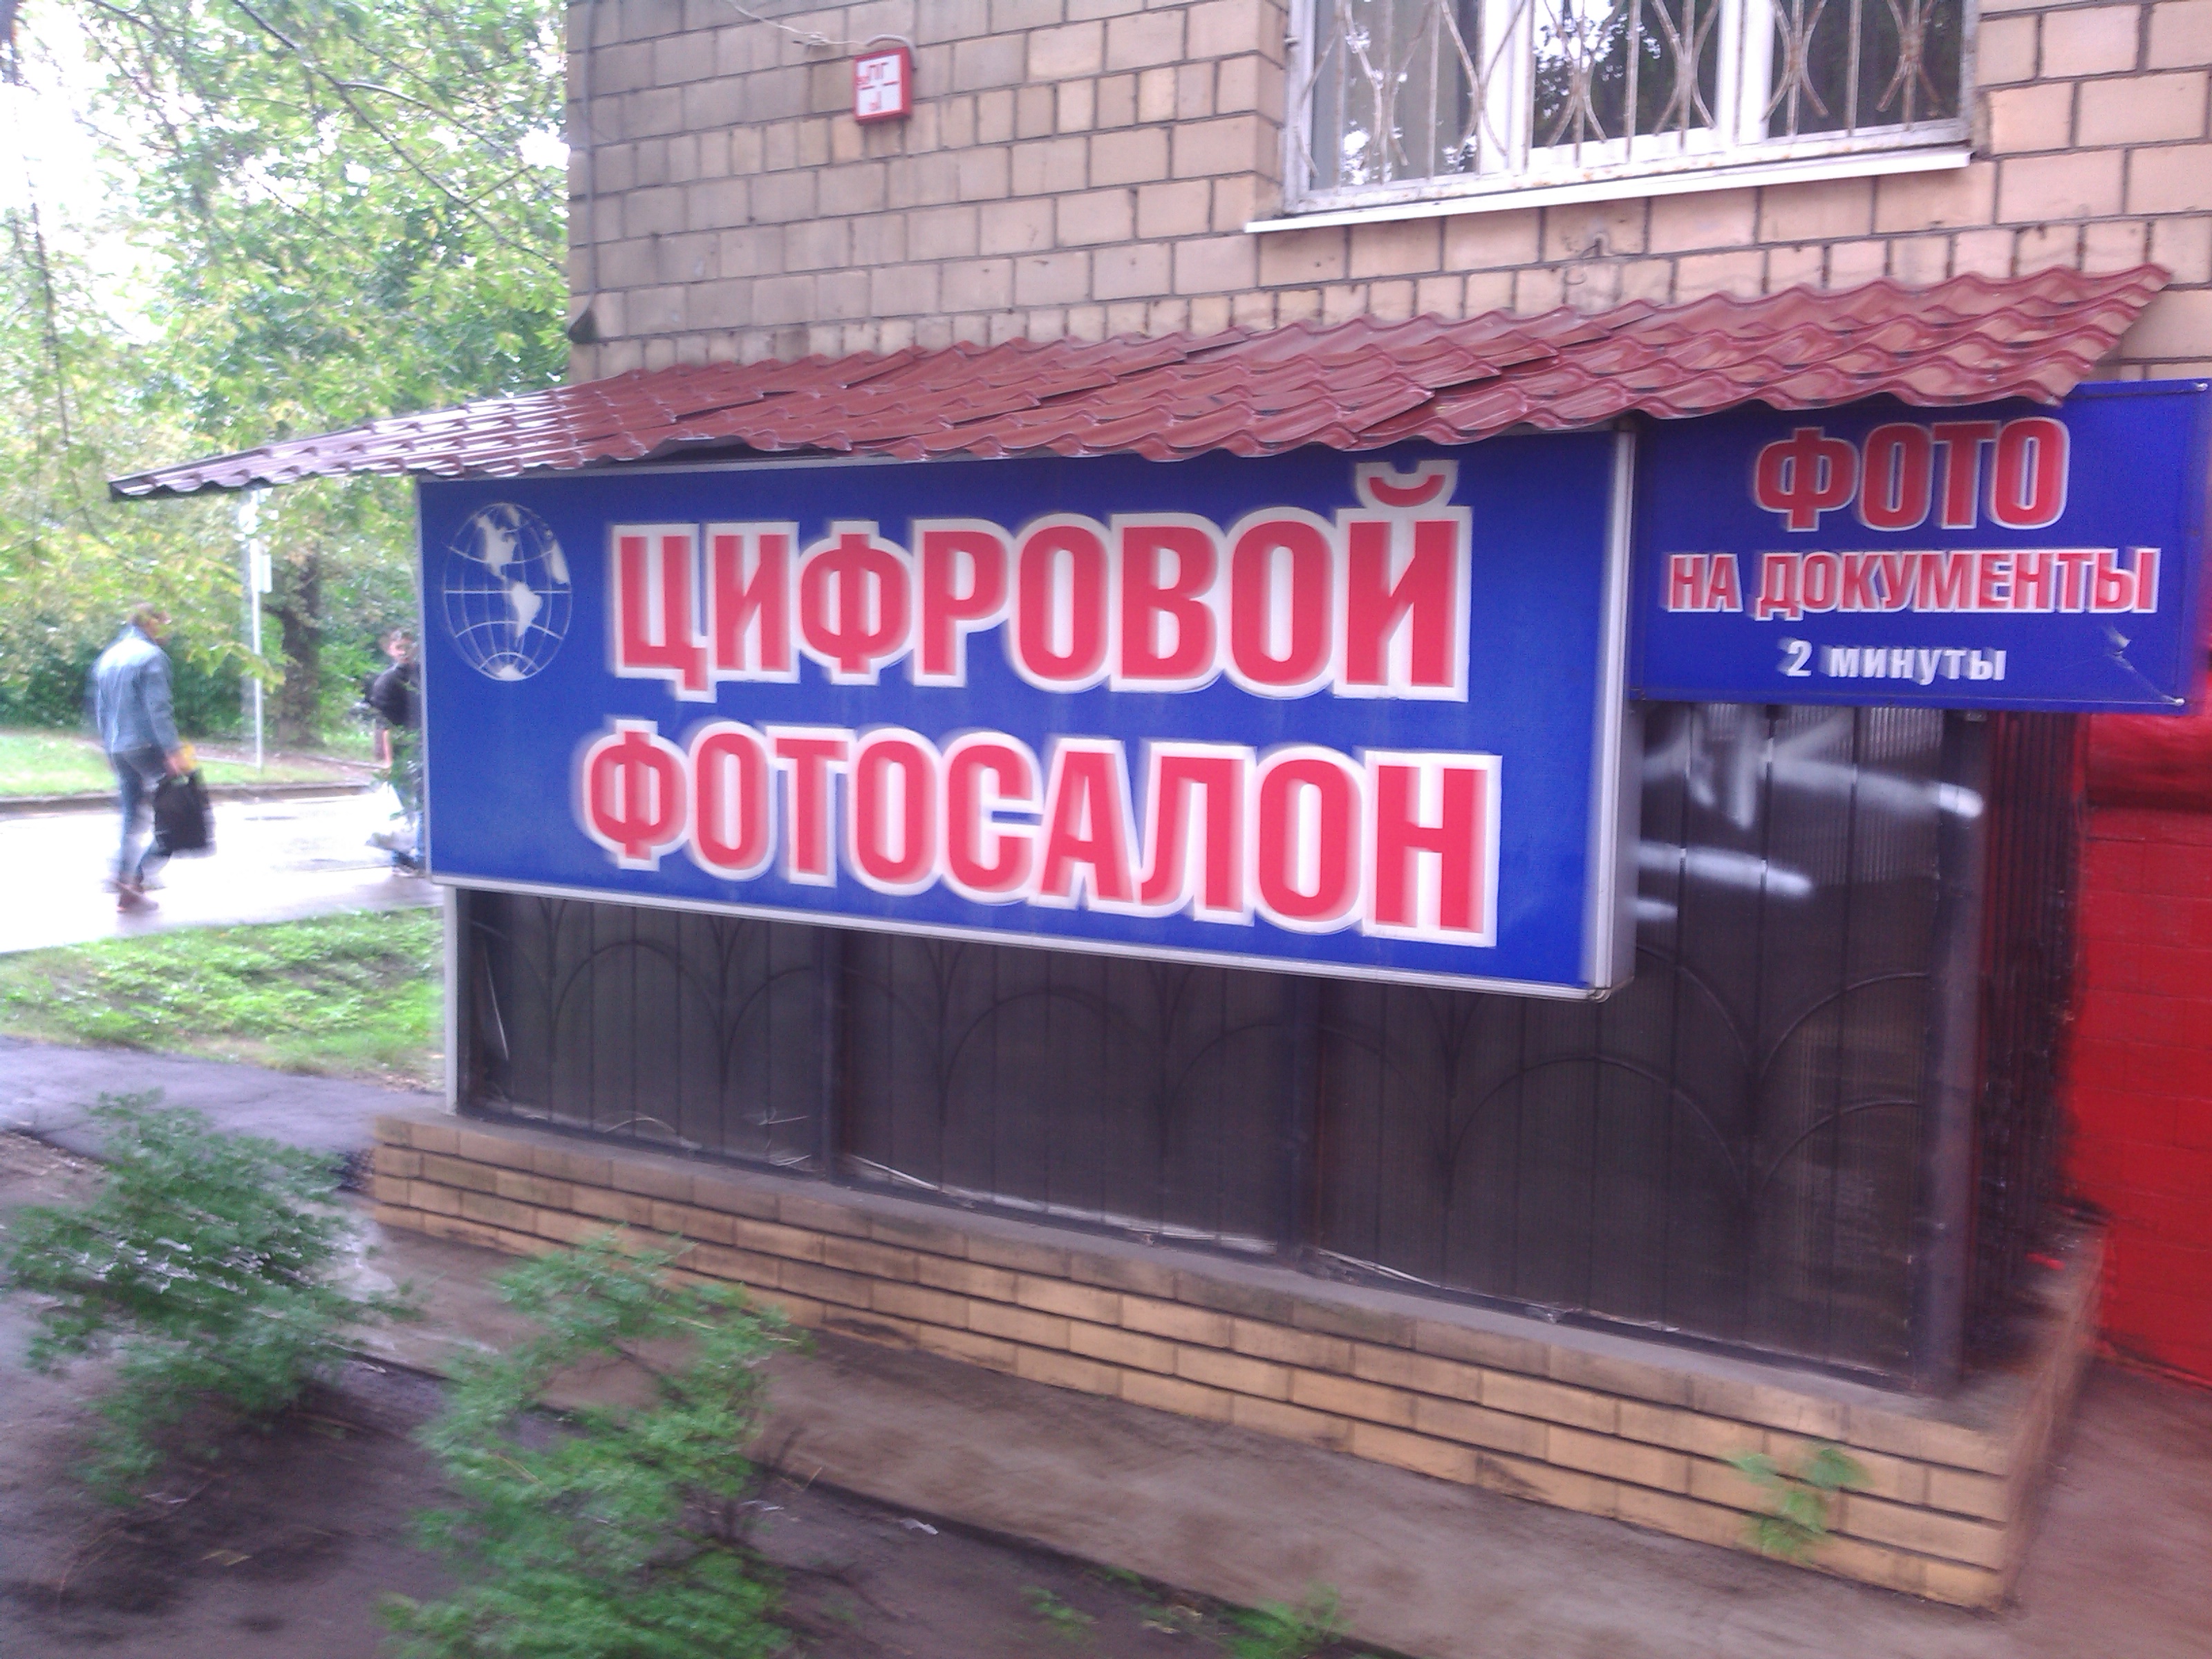 ЦИФРОВОЙ
ФОТОСАЛОН
ФОТО
НА ДОКУМЕНТЫ
2 минуты